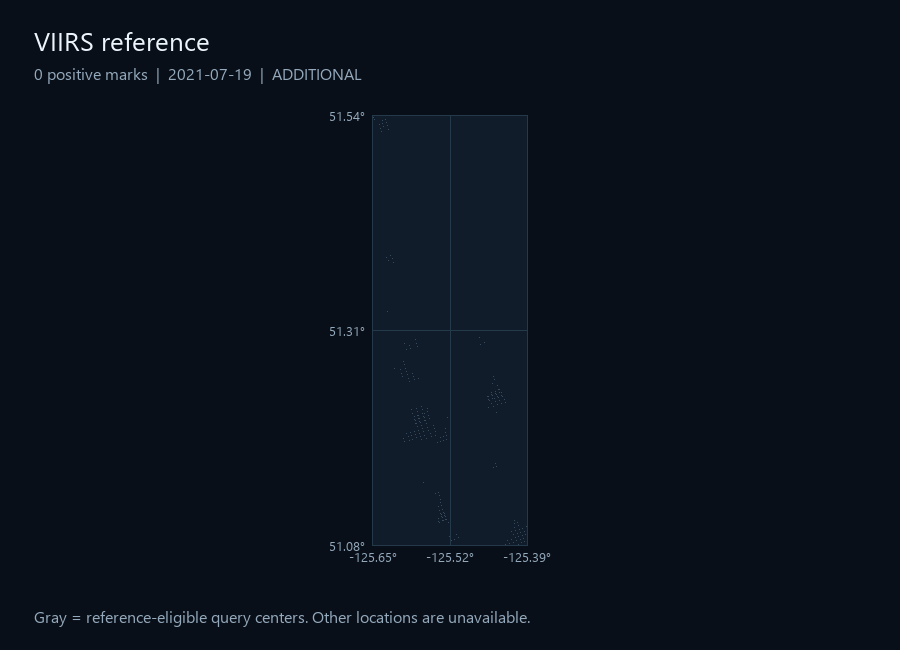 VIIRS reference
0 positive marks | 2021-07-19 | ADDITIONAL
51.54°
51.31°
51.08°
-125.65° -125.52° -125.39°
Gray = reference-eligible query centers. Other locations are unavailable.